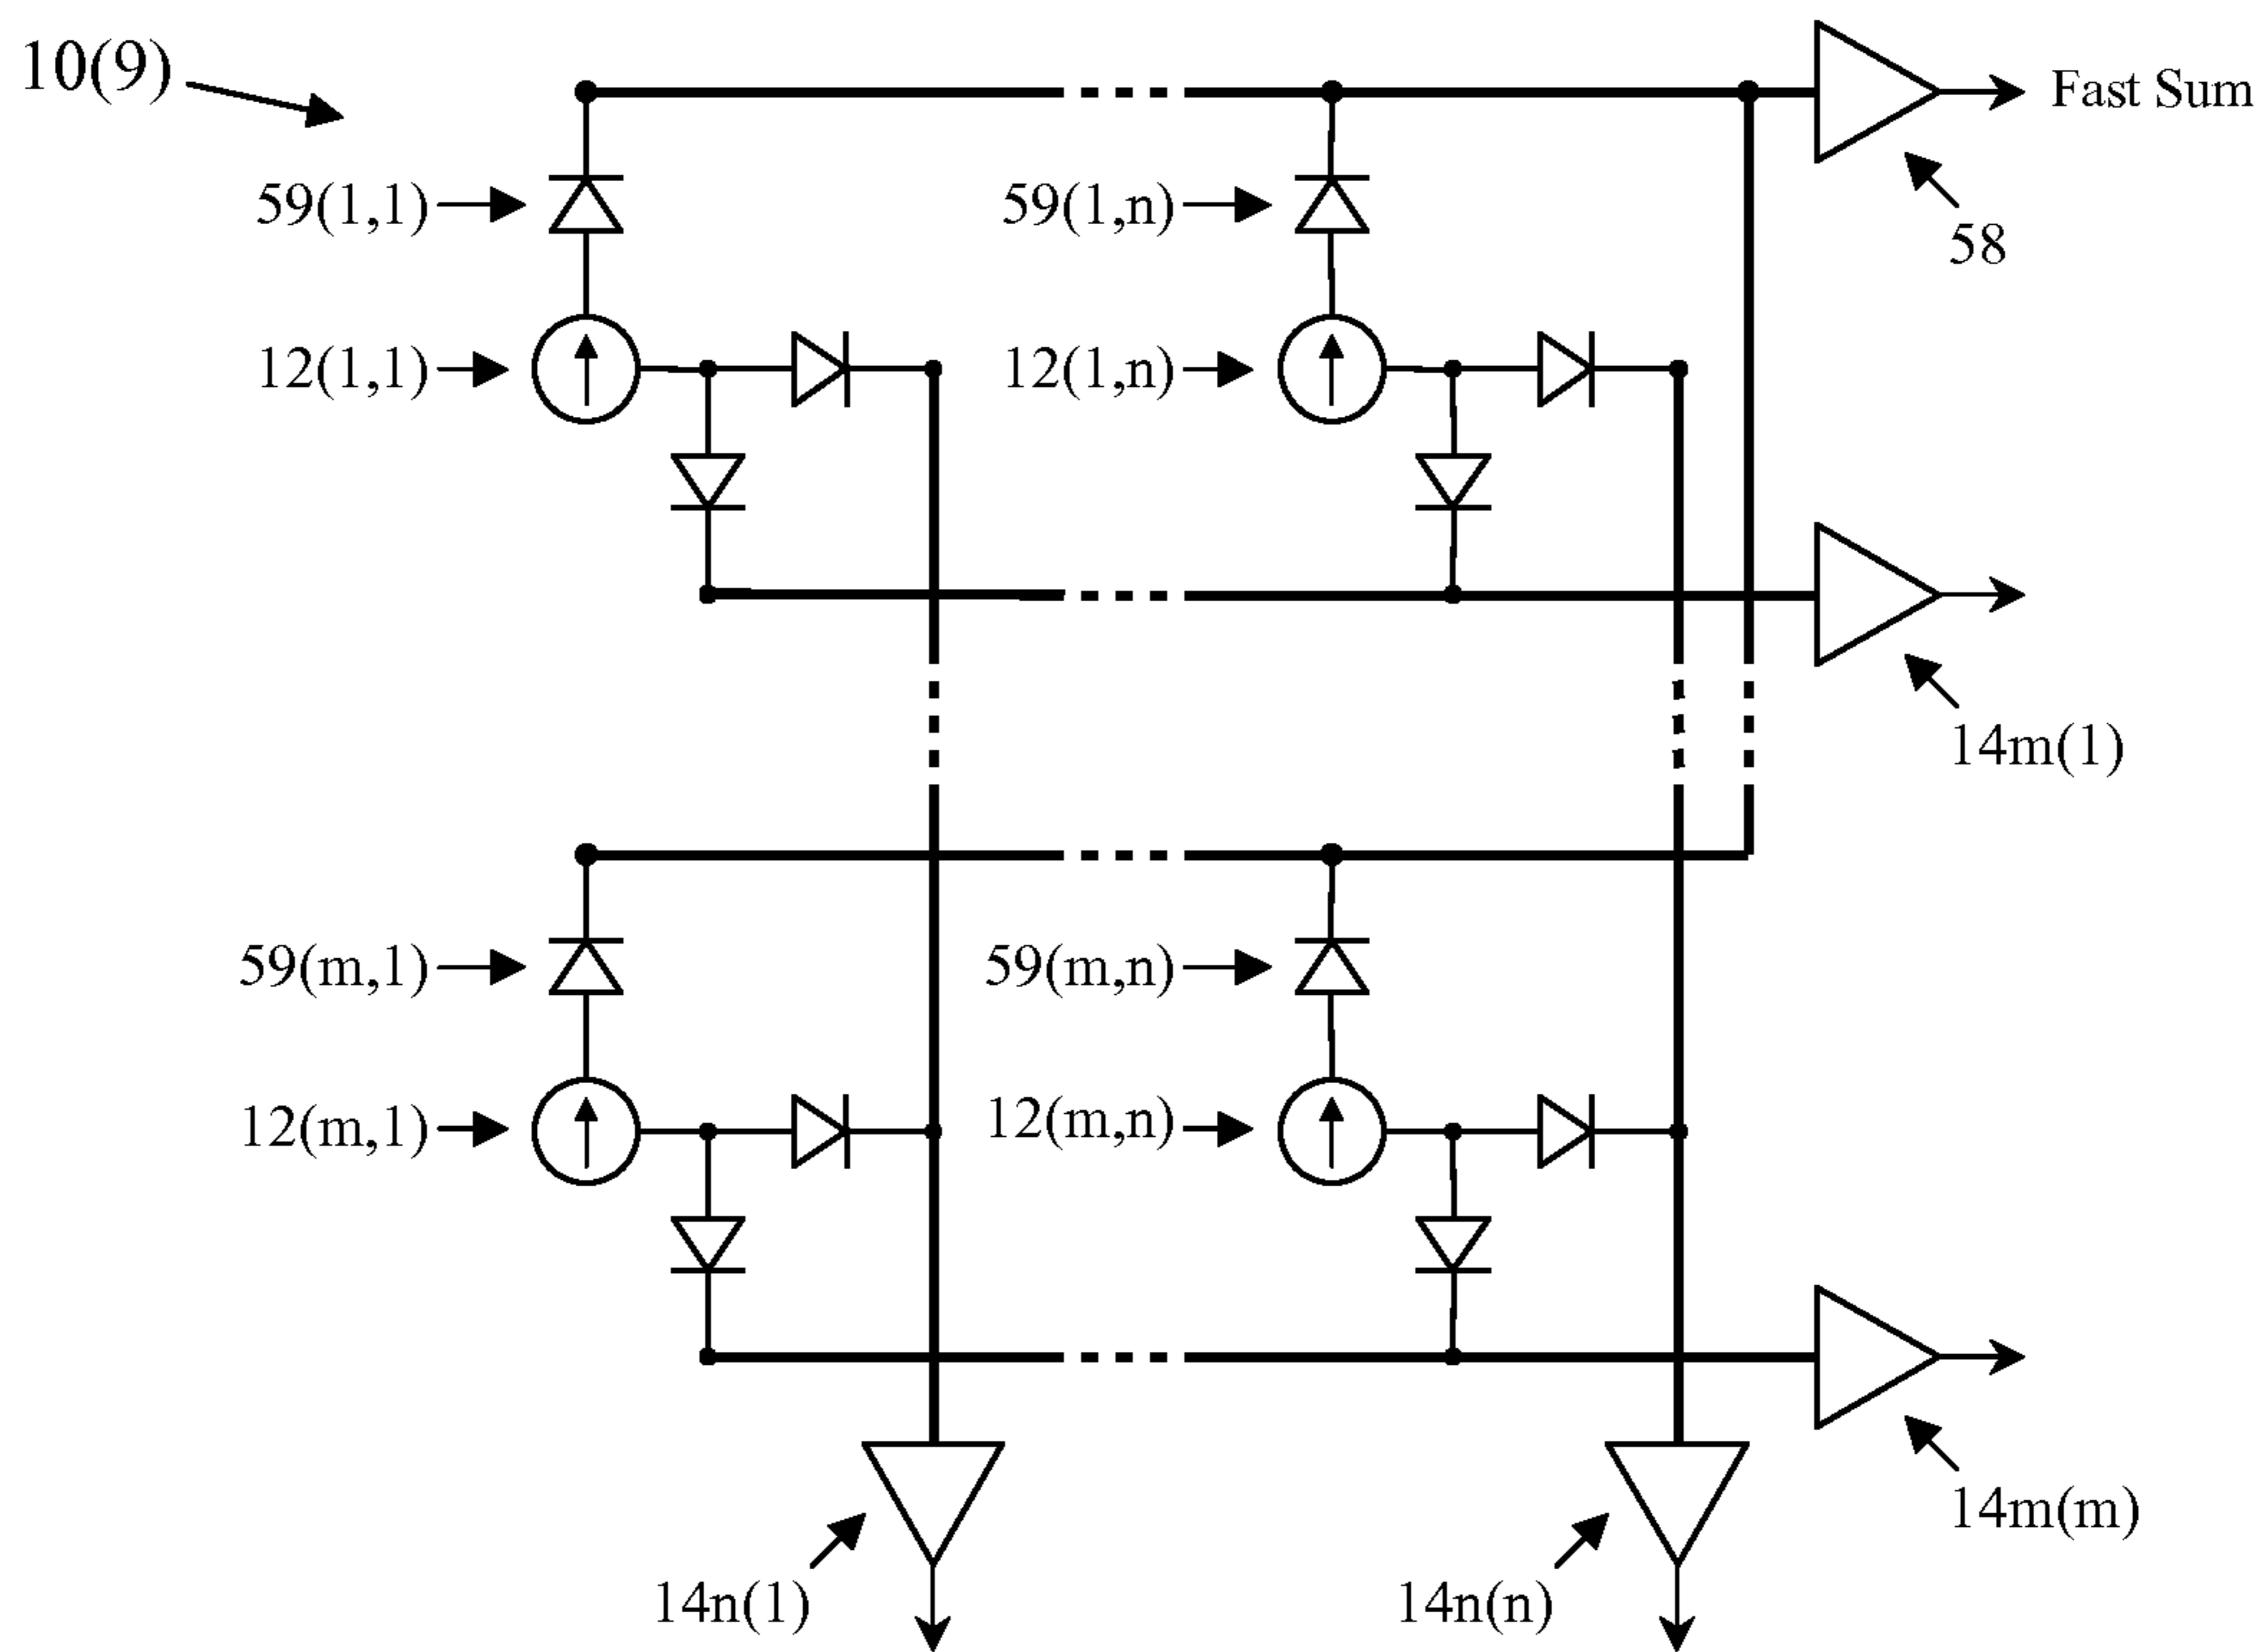 10(9)
Fast Sum
59(1,1)
59(1,n)
58
12(1,1)
12(1,n)
14m(1)
59(m,1)
59(m,n)
12(m,1)
12(m,n)
14m(m)
14n(1)
14n(n)